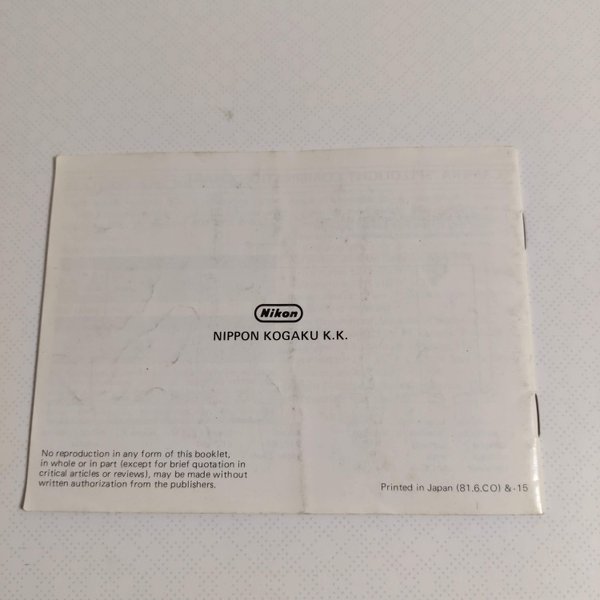 Nikon
NIPPON KOGAKU K.K.
No reproduction in any form of this booklet,
in whole or in part (except for brief quotation in
critical articles or reviews), may be made without
written authorization from the publishers.
Printed in Japan (81.6.CO) &-15